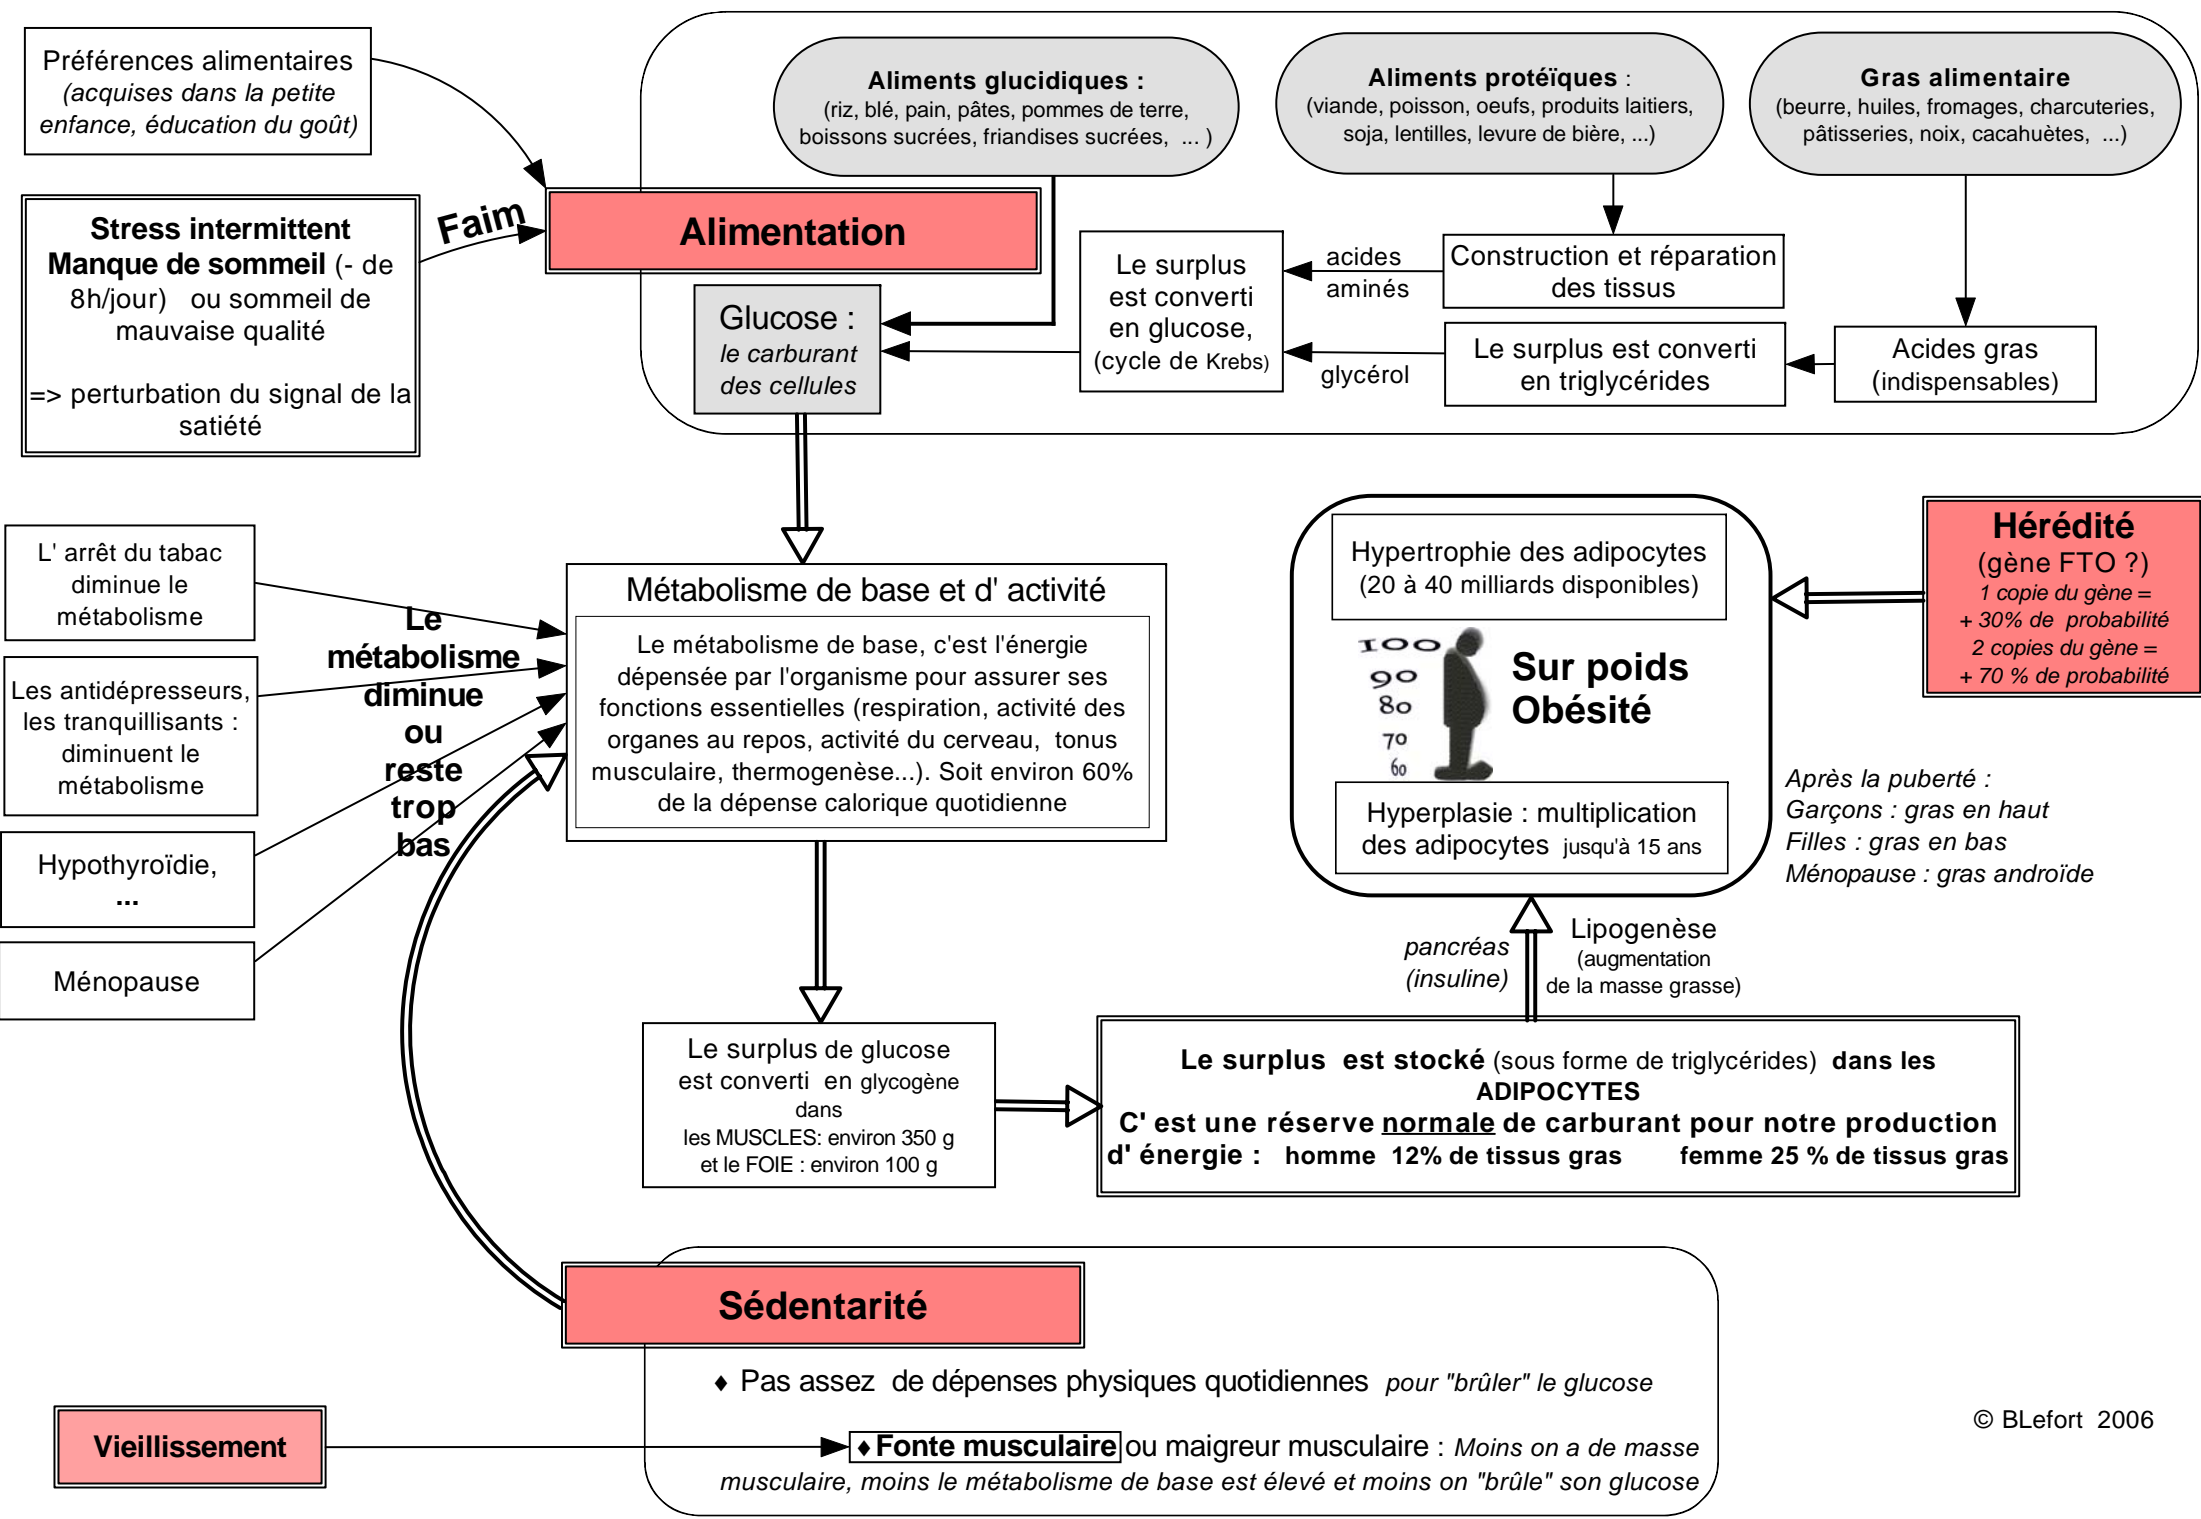 Préférences alimentaires
(acquises dans la petite
enfance, éducation du goût)
Aliments glucidiques :
(riz, blé, pain, pâtes, pommes de terre,
boissons sucrées, friandises sucrées, ... )
Aliments protéïques :
(viande, poisson, oeufs, produits laitiers,
soja, lentilles, levure de bière, ...)
Gras alimentaire
(beurre, huiles, fromages, charcuteries,
pâtisseries, noix, cacahuètes, ...)
Stress intermittent
Manque de sommeil (- de
8h/jour) ou sommeil de
mauvaise qualité
=> perturbation du signal de la
satiété
Faim
Alimentation
Glucose :
le carburant
des cellules
Le surplus
est converti
en glucose,
(cycle de Krebs)
acides
aminés
glycérol
Construction et réparation
des tissus
Le surplus est converti
en triglycérides
Acides gras
(indispensables)
L' arrêt du tabac
diminue le
métabolisme
Les antidépresseurs,
les tranquillisants :
diminuent le
métabolisme
Hypothyroïdie,
...
Ménopause
Le
métabolisme
diminue
ou
reste
trop
bas
Métabolisme de base et d' activité
Le métabolisme de base, c'est l'énergie
dépensée par l'organisme pour assurer ses
fonctions essentielles (respiration, activité des
organes au repos, activité du cerveau, tonus
musculaire, thermogenèse...). Soit environ 60%
de la dépense calorique quotidienne
Hypertrophie des adipocytes
(20 à 40 milliards disponibles)
100
90
80
70
60
Sur poids
Obésité
Hyperplasie : multiplication
des adipocytes jusqu'à 15 ans
Hérédité
(gène FTO ?)
1 copie du gène =
+ 30% de probabilité
2 copies du gène =
+ 70 % de probabilité
Après la puberté :
Garçons : gras en haut
Filles : gras en bas
Ménopause : gras androïde
pancréas
(insuline)
Lipogenèse
(augmentation
de la masse grasse)
Le surplus de glucose
est converti en glycogène
dans
les MUSCLES: environ 350 g
et le FOIE : environ 100 g
Le surplus est stocké (sous forme de triglycérides) dans les
ADIPOCYTES
C' est une réserve normale de carburant pour notre production
d' énergie : homme 12% de tissus gras femme 25 % de tissus gras
Sédentarité
♦ Pas assez de dépenses physiques quotidiennes pour "brûler" le glucose
Vieillissement
♦ Fonte musculaire ou maigreur musculaire : Moins on a de masse
musculaire, moins le métabolisme de base est élevé et moins on "brûle" son glucose
© BLefort 2006